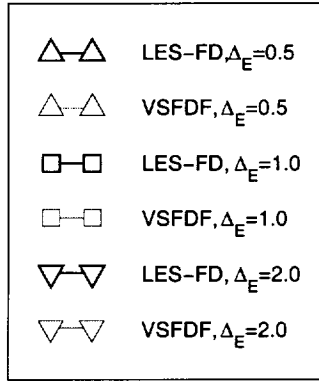 LES-FD,Δ_E=0.5
VSFDF, Δ_E=0.5
LES-FD, Δ_E=1.0
VSFDF, Δ_E=1.0
LES-FD, Δ_E=2.0
VSFDF, Δ_E=2.0